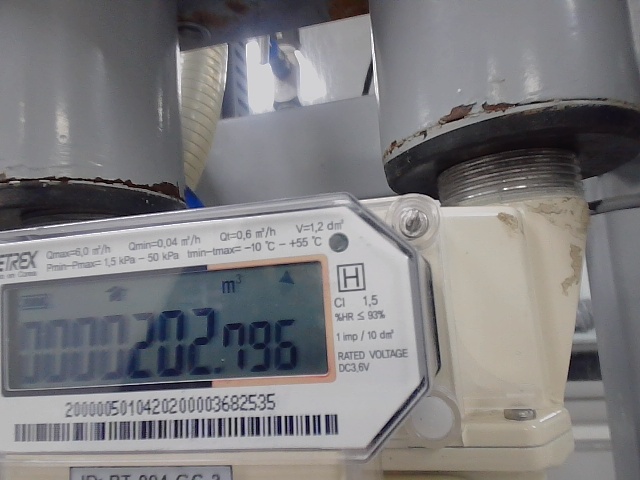 ETREX
Qmax=6,0 m³/h Qmin=0,04 m³/h Qt=0,6 m³/h V=1,2 dm³
Pmin-Pmax= 1,5 kPa - 50 kPa tmin-tmax= -10 °C - +55 °C
m³
0000202.796
H
Cl 1,5
%HR ≤ 93%
1 imp / 10 dm³
RATED VOLTAGE
DC3,6V
2000005010420200003682535